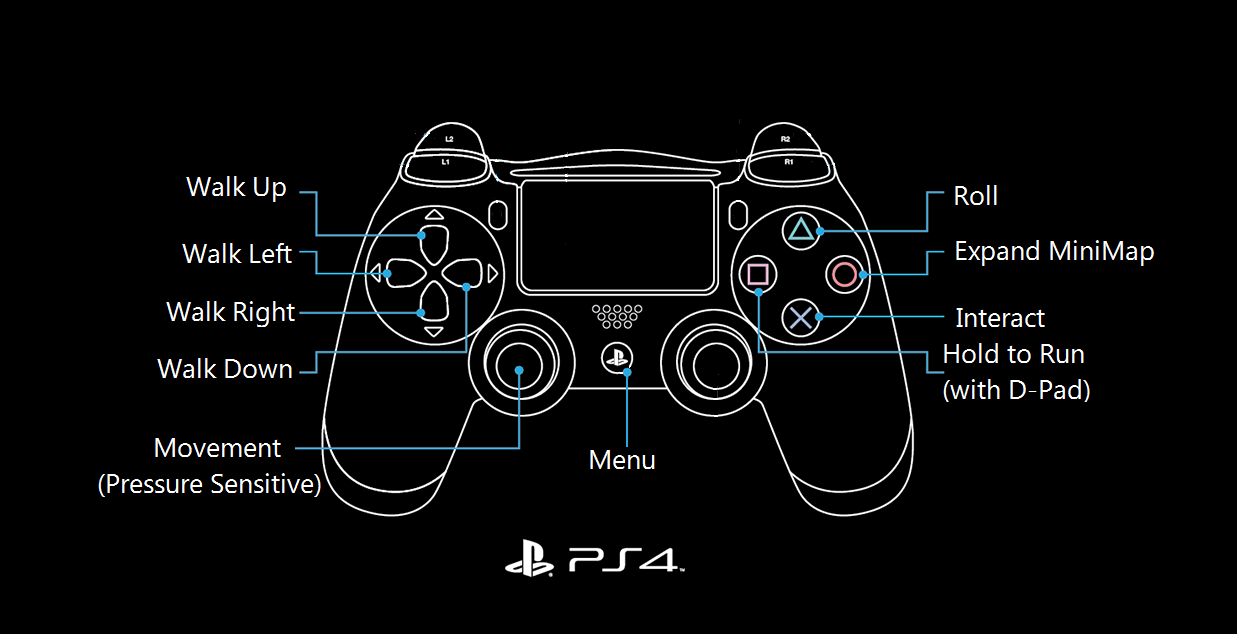 L2
R2
L1
R1
Walk Up
Roll
Walk Left
Expand MiniMap
Walk Right
Interact
Walk Down
Hold to Run
(with D-Pad)
Movement
(Pressure Sensitive)
Menu
PS4™